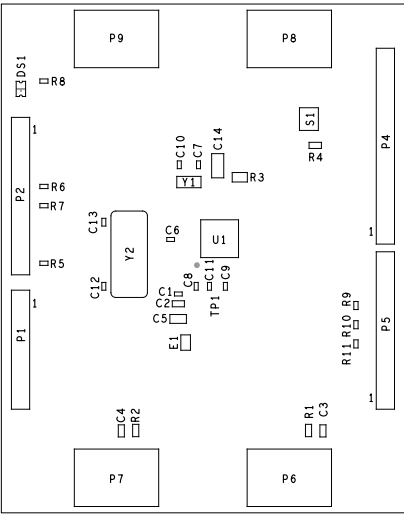 P9
P8
DS1
R8
S1
C10
C7
C14
R4
1
P4
Y1
R3
R6
P2
R7
C13
C6
U1
Y2
1
R5
C12
C8
C11
C9
1
C1
C2
TP1
R9
C5
P1
R10
P5
E1
R11
1
C4
R2
R1
C3
P7
P6